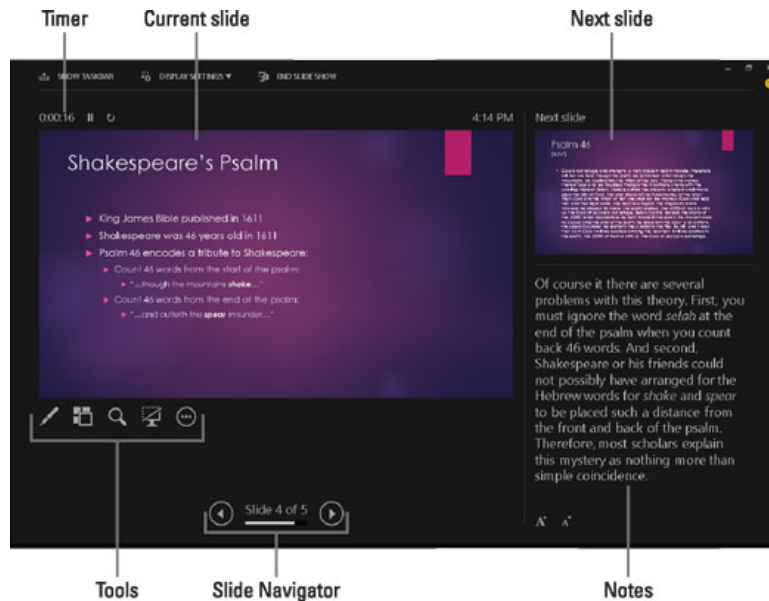 Timer
Current slide
Next slide
SHOW TASKBAR
DISPLAY SETTINGS ▼
END SLIDE SHOW
0:00:16
4:14 PM
Next slide
Shakespeare's Psalm
King James Bible published in 1611
Shakespeare was 46 years old in 1611
Psalm 46 encodes a tribute to Shakespeare:
Count 46 words from the start of the psalm:
"...though the mountains shake..."
Count 46 words from the end of the psalm:
"...and cutteth the spear in sunder..."
Psalm 46
(KJV)
Of course it there are several
problems with this theory. First, you
must ignore the word selah at the
end of the psalm when you count
back 46 words. And second,
Shakespeare or his friends could
not possibly have arranged for the
Hebrew words for shake and spear
to be placed such a distance from
the front and back of the psalm.
Therefore, most scholars explain
this mystery as nothing more than
simple coincidence.
Slide 4 of 5
A A
Tools
Slide Navigator
Notes